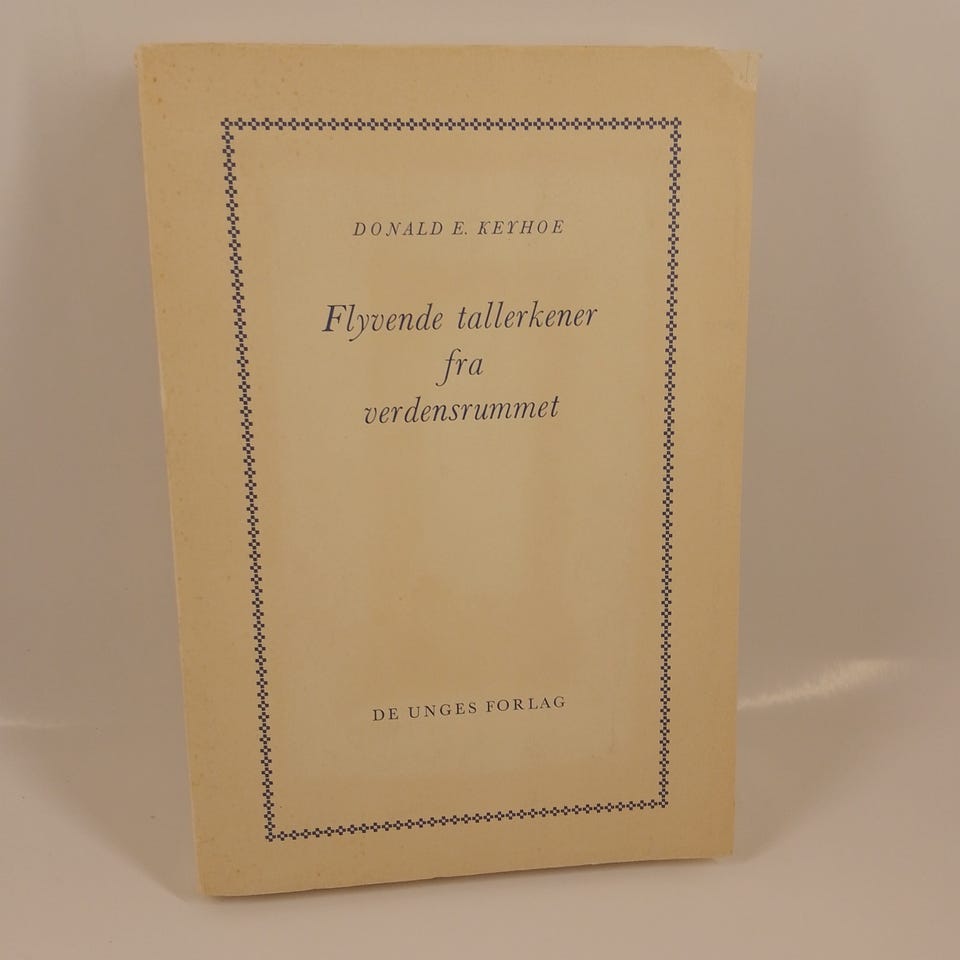 DONALD E. KEYHOE
Flyvende tallerkener
fra
verdensrummet
DE UNGES FORLAG